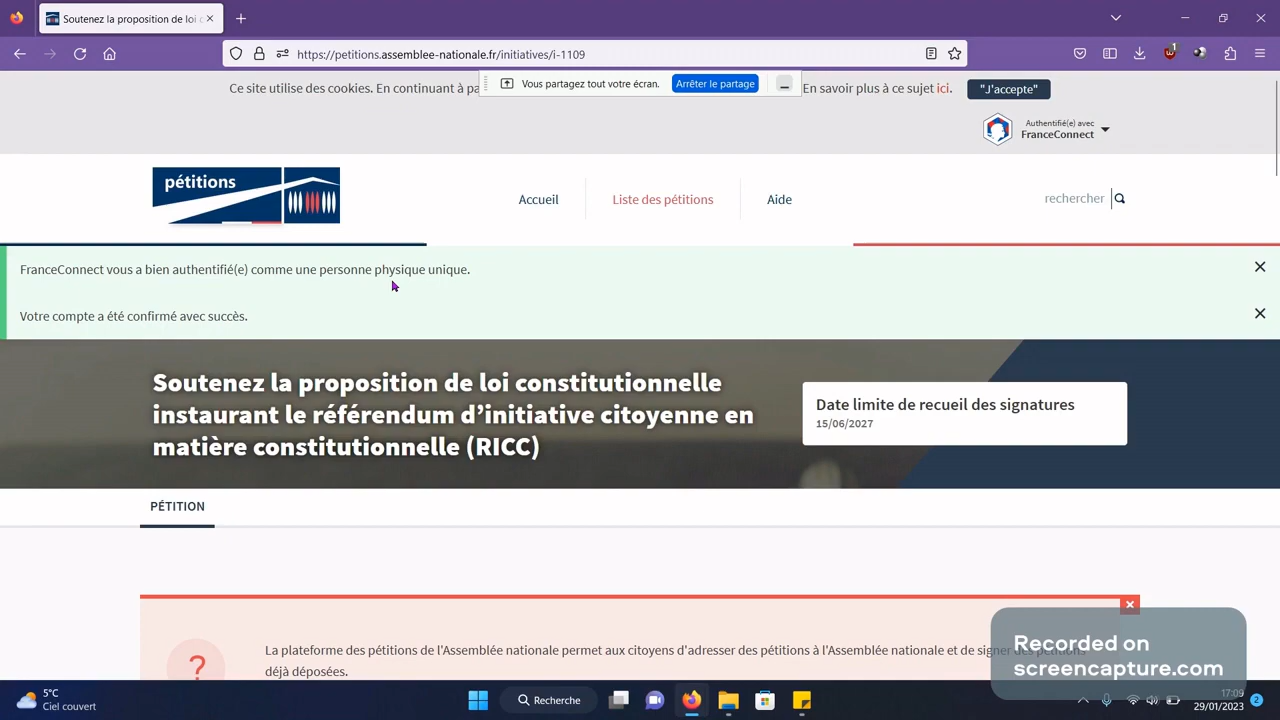 Soutenez la proposition de loi c
https://petitions.assemblee-nationale.fr/initiatives/i-1109
1
Ce site utilise des cookies. En continuant à pa
Vous partagez tout votre écran.
Arrêter le partage
En savoir plus à ce sujet ici.
"J'accepte"
Authentifié(e) avec
FranceConnect
pétitions
Accueil
Liste des pétitions
Aide
rechercher
FranceConnect vous a bien authentifié(e) comme une personne physique unique.
Votre compte a été confirmé avec succès.
Soutenez la proposition de loi constitutionnelle
instaurant le référendum d'initiative citoyenne en
matière constitutionnelle (RICC)
Date limite de recueil des signatures
15/06/2027
PÉTITION
?
La plateforme des pétitions de l'Assemblée nationale permet aux citoyens d'adresser des pétitions à l'Assemblée nationale et de signer des pétitions
déjà déposées.
Recorded on
screencapture.com
5°C
Ciel couvert
Recherche
17:09
29/01/2023
2